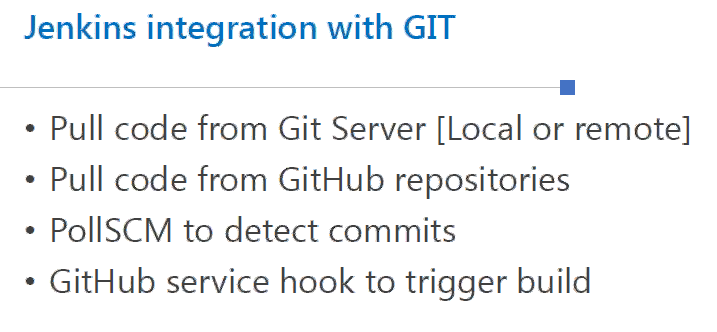 Jenkins integration with GIT
• Pull code from Git Server [Local or remote]
• Pull code from GitHub repositories
• PollSCM to detect commits
• GitHub service hook to trigger build